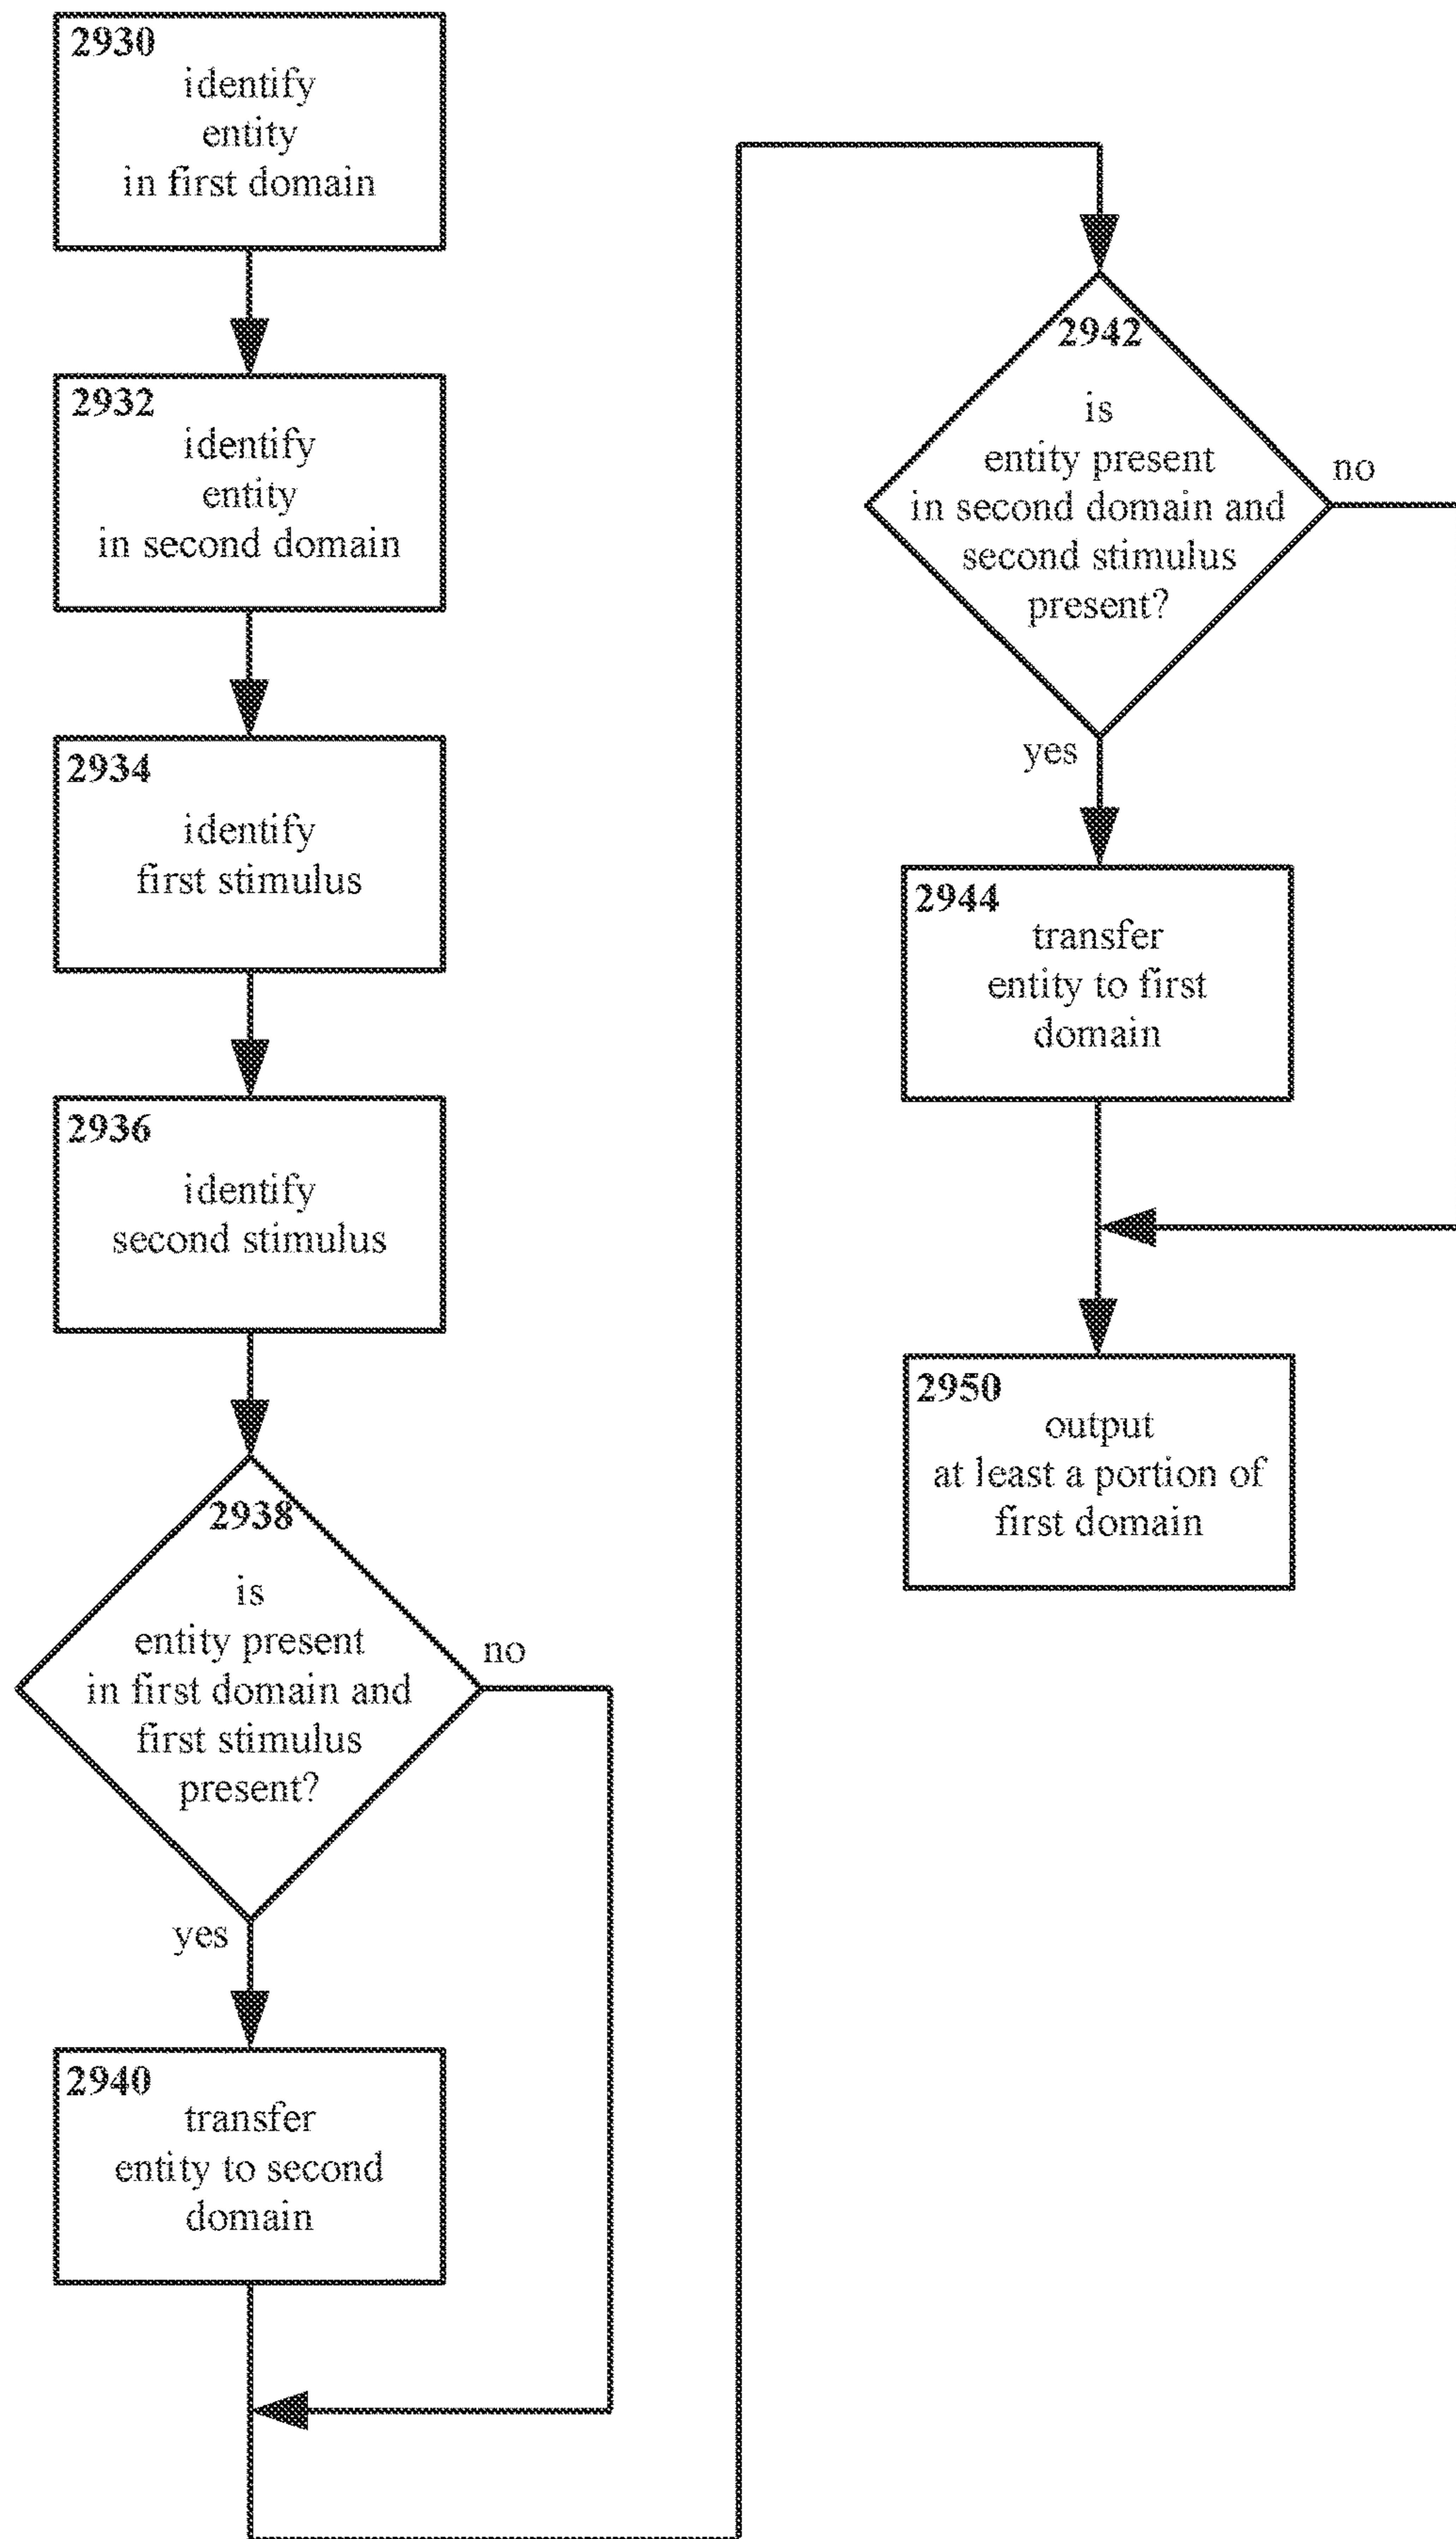 2930
identify
entity
in first domain
2932
identify
entity
in second domain
2934
identify
first stimulus
2936
identify
second stimulus
2938
is
entity present
in first domain and
first stimulus
present?
no
yes
2940
transfer
entity to second
domain
2942
is
entity present
in second domain and
second stimulus
present?
no
yes
2944
transfer
entity to first
domain
2950
output
at least a portion of
first domain